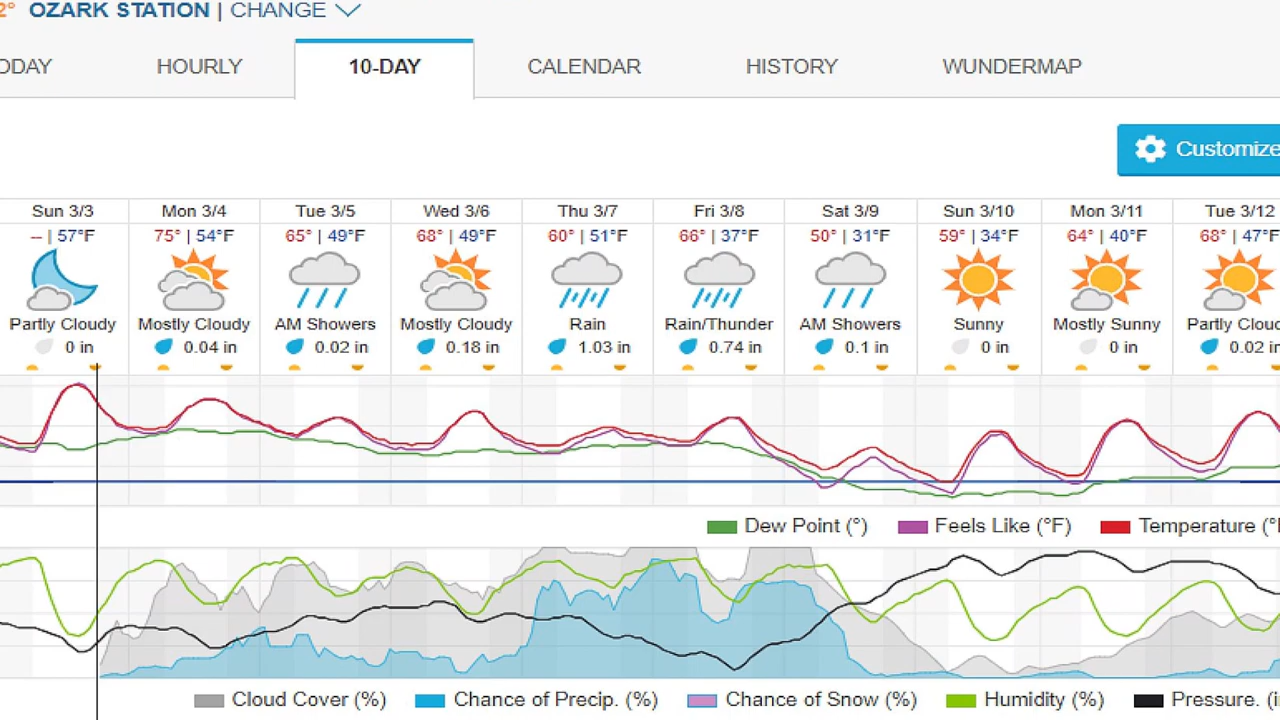 2° OZARK STATION | CHANGE
ODAY HOURLY 10-DAY CALENDAR HISTORY WUNDERMAP
Customize
Sun 3/3 Mon 3/4 Tue 3/5 Wed 3/6 Thu 3/7 Fri 3/8 Sat 3/9 Sun 3/10 Mon 3/11 Tue 3/12
-- | 57°F 75° | 54°F 65° | 49°F 68° | 49°F 60° | 51°F 66° | 37°F 50° | 31°F 59° | 34°F 64° | 40°F 68° | 47°F
Partly Cloudy Mostly Cloudy AM Showers Mostly Cloudy Rain Rain/Thunder AM Showers Sunny Mostly Sunny Partly Cloud
0 in 0.04 in 0.02 in 0.18 in 1.03 in 0.74 in 0.1 in 0 in 0 in 0.02 in
Dew Point (°) Feels Like (°F) Temperature (°F
Cloud Cover (%) Chance of Precip. (%) Chance of Snow (%) Humidity (%) Pressure. (i